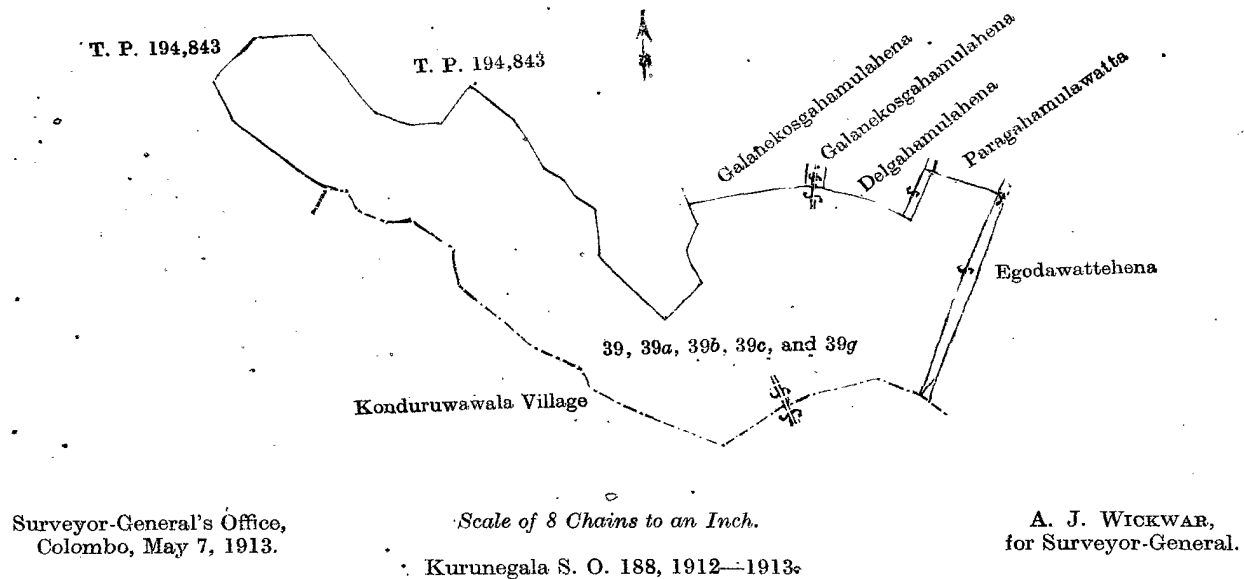 T. P. 194,843
T. P. 194,843
Galanekosgahamulahena
Galanekosgahamulahena
Delgahamulahena
Paragahamulawatta
Egodawattehena
39, 39a, 39b, 39c, and 39g
Konduruwawala Village
Surveyor-General's Office,
Colombo, May 7, 1913.
Scale of 8 Chains to an Inch.
Kurunegala S. O. 188, 1912—1913.
A. J. WICKWAR,
for Surveyor-General.